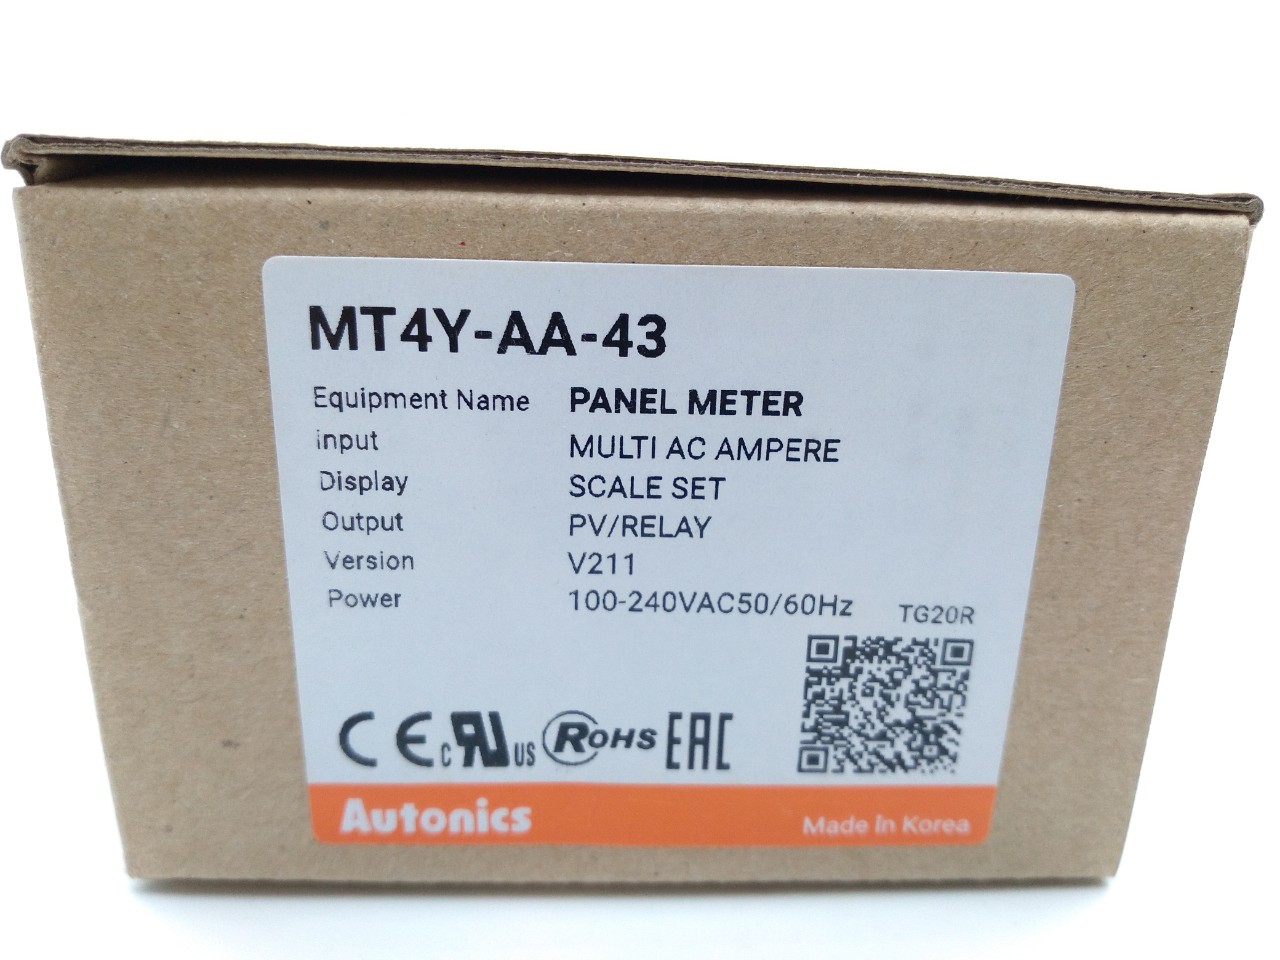 MT4Y-AA-43
Equipment Name PANEL METER
Input MULTI AC AMPERE
Display SCALE SET
Output PV/RELAY
Version V211
Power 100-240VAC50/60Hz TG20R
CE c RU US RoHS EAC
Autonics Made in Korea